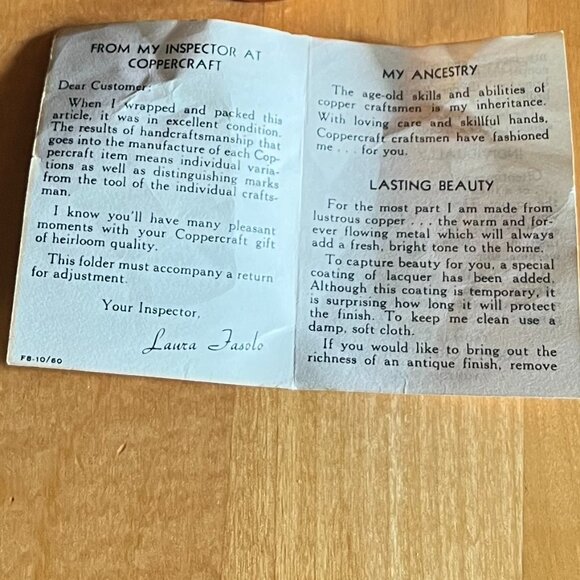 FROM MY INSPECTOR AT
COPPERCRAFT
Dear Customer:
When I wrapped and packed this
article, it was in excellent condition.
The results of handcraftsmanship that
goes into the manufacture of each Cop-
percraft item means individual varia-
tions as well as distinguishing marks
from the tool of the individual crafts-
man.
I know you'll have many pleasant
moments with your Coppercraft gift
of heirloom quality.
This folder must accompany a return
for adjustment.
Your Inspector,
Laura Fasolo
FB-10/60
MY ANCESTRY
The age-old skills and abilities of
copper craftsmen is my inheritance.
With loving care and skillful hands,
Coppercraft craftsmen have fashioned
me . . . for you.
LASTING BEAUTY
For the most part I am made from
lustrous copper . . . the warm and for-
ever flowing metal which will always
add a fresh, bright tone to the home.
To capture beauty for you, a special
coating of lacquer has been added.
Although this coating is temporary, it
is surprising how long it will protect
the finish. To keep me clean use a
damp, soft cloth.
If you would like to bring out the
richness of an antique finish, remove